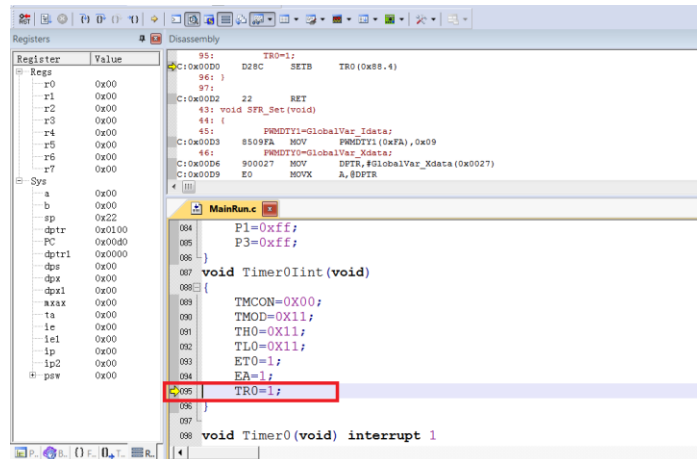 Registers
Register Value
Regs
r0 0x00
r1 0x00
r2 0x00
r3 0x00
r4 0x00
r5 0x00
r6 0x00
r7 0x00
Sys
a 0x00
b 0x00
sp 0x22
dptr 0x0100
PC 0x00d0
dptr1 0x0000
dps 0x00
dpx 0x00
dpx1 0x00
mxax 0x00
ta 0x00
ie 0x00
ie1 0x00
ip 0x00
ip2 0x00
psw 0x00
P... B... {} F... 0 T... R...
Disassembly
95: TR0=1;
C:0x00D0 D28C SETB TR0(0x88.4)
96: }
97:
C:0x00D2 22 RET
43: void SFR_Set(void)
44: {
45: PWMDTY1=GlobalVar_Idata;
C:0x00D3 8509FA MOV PWMDTY1(0xFA),0x09
46: PWMDTY0=GlobalVar_Xdata;
C:0x00D6 900027 MOV DPTR,#GlobalVar_Xdata(0x0027)
C:0x00D9 E0 MOVX A,@DPTR
MainRun.c
084 P1=0xff;
085 P3=0xff;
086 }
087 void Timer0Iint(void)
088 {
089 TMCON=0X00;
090 TMOD=0X11;
091 TH0=0X11;
092 TL0=0X11;
093 ET0=1;
094 EA=1;
095 TR0=1;
096 }
097
098 void Timer0(void) interrupt 1